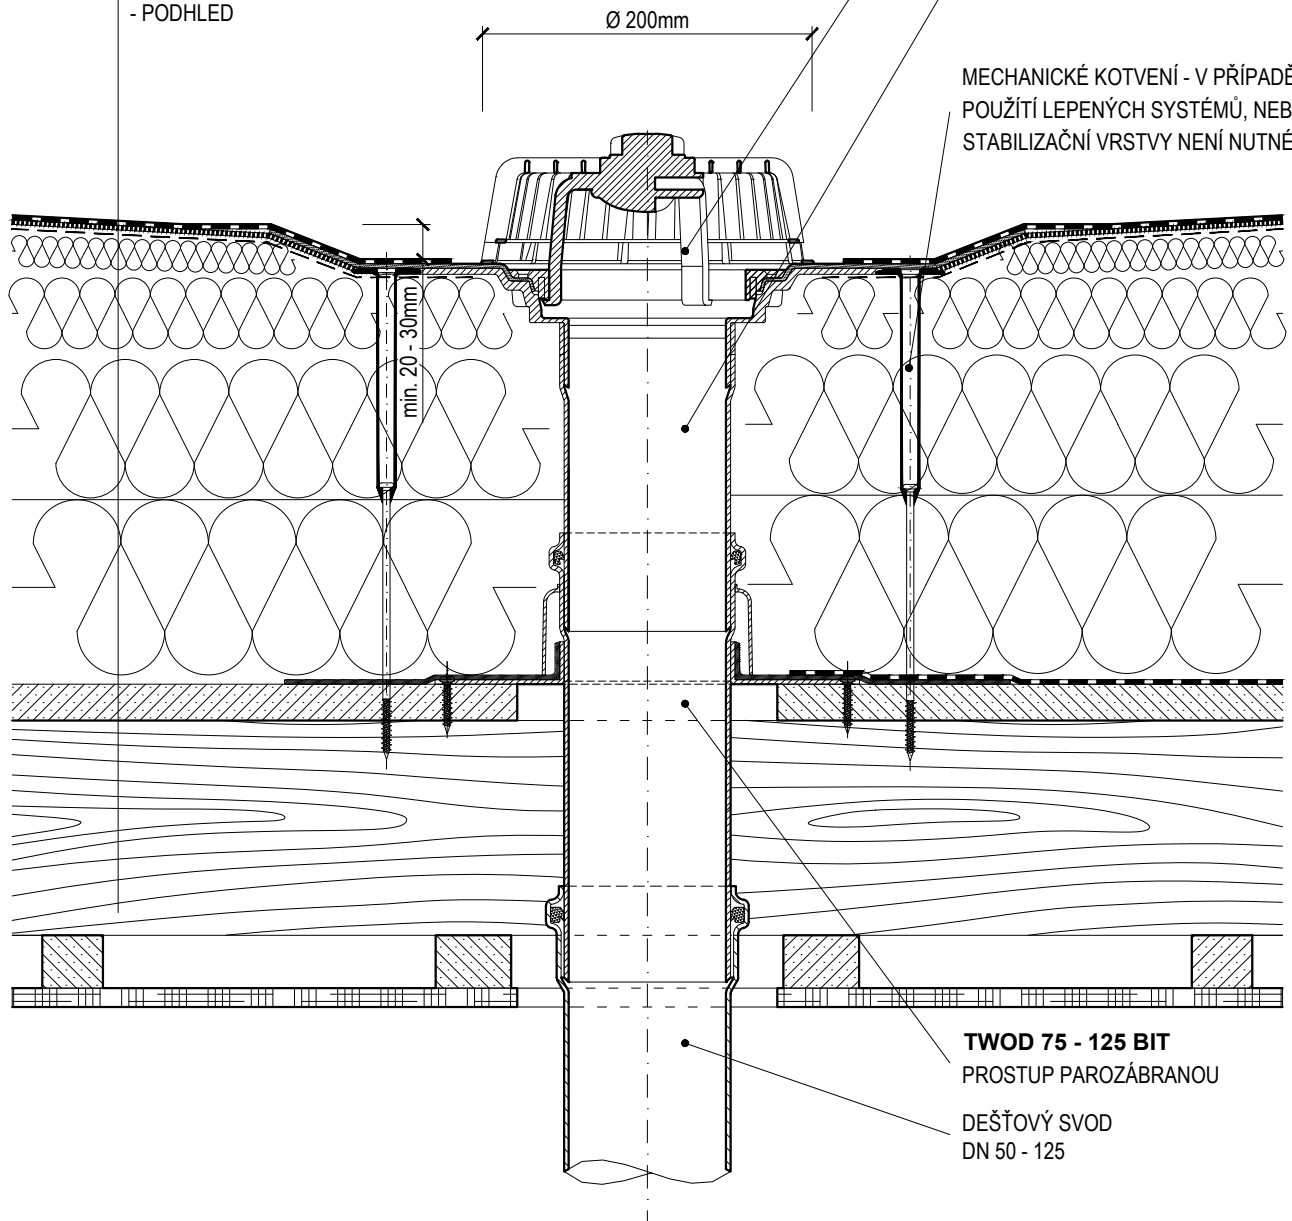 - PODHLED
Ø 200mm
MECHANICKÉ KOTVENÍ - V PŘÍPADĚ
POUŽÍTÍ LEPENÝCH SYSTÉMŮ, NEB
STABILIZAČNÍ VRSTVY NENÍ NUTNÉ
min. 20 - 30mm
TWOD 75 - 125 BIT
PROSTUP PAROZÁBRANOU
DEŠŤOVÝ SVOD
DN 50 - 125